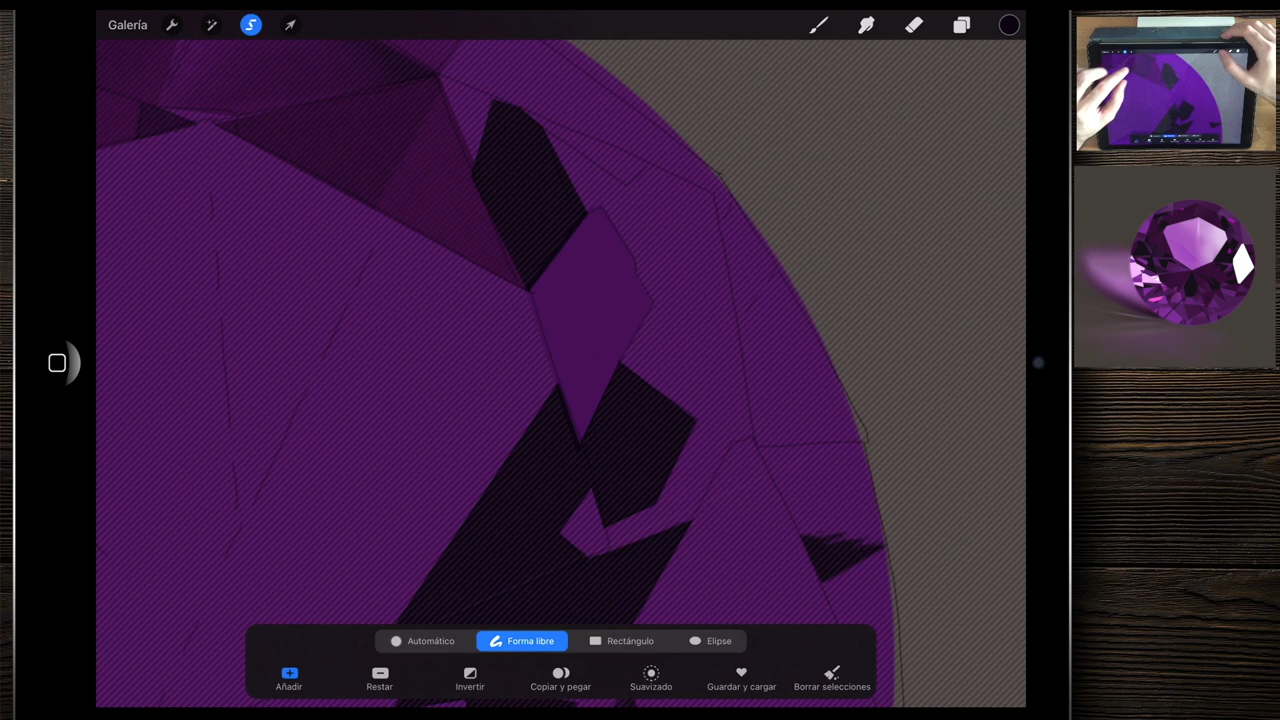 Galería
Automático
Forma libre
Rectángulo
Elipse
Añadir
Restar
Invertir
Copiar y pegar
Suavizado
Guardar y cargar
Borrar selecciones